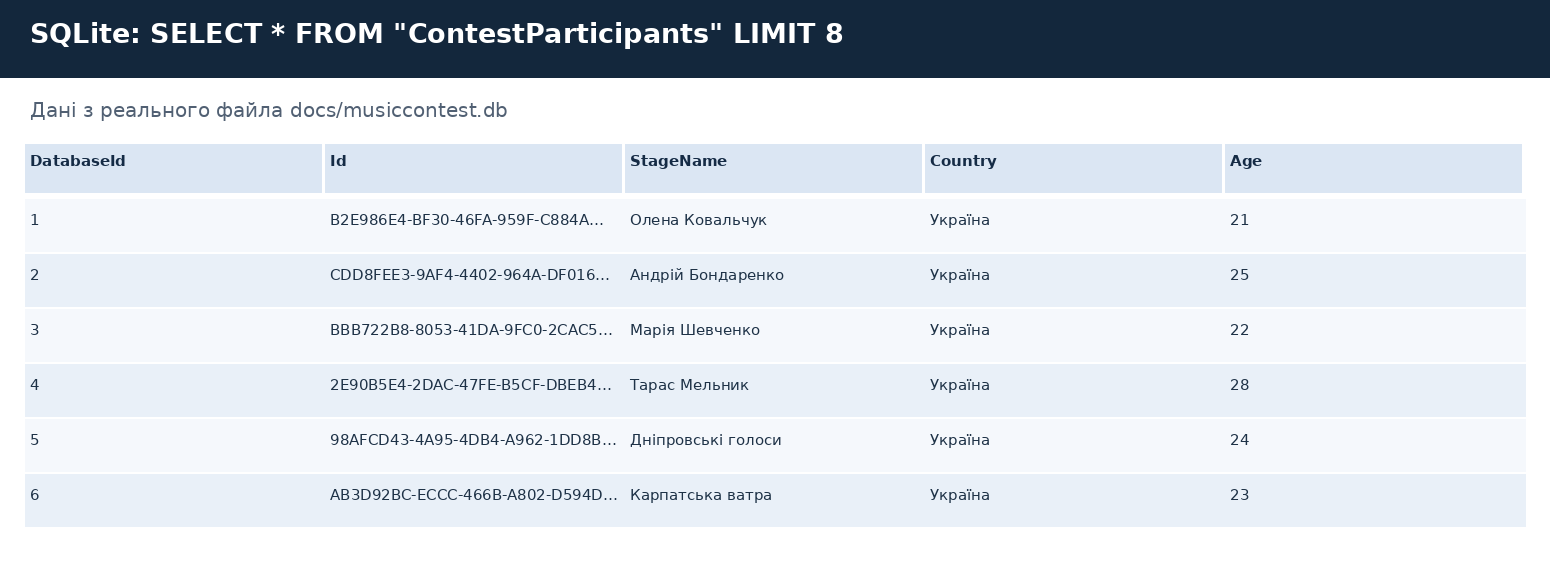 SQLite: SELECT * FROM "ContestParticipants" LIMIT 8
Дані з реального файла docs/musiccontest.db
DatabaseId Id StageName Country Age
1 B2E986E4-BF30-46FA-959F-C884A... Олена Ковальчук Україна 21
2 CDD8FEE3-9AF4-4402-964A-DF016... Андрій Бондаренко Україна 25
3 BBB722B8-8053-41DA-9FC0-2CAC5... Марія Шевченко Україна 22
4 2E90B5E4-2DAC-47FE-B5CF-DBEB4... Тарас Мельник Україна 28
5 98AFCD43-4A95-4DB4-A962-1DD8B... Дніпровські голоси Україна 24
6 AB3D92BC-ECCC-466B-A802-D594D... Карпатська ватра Україна 23